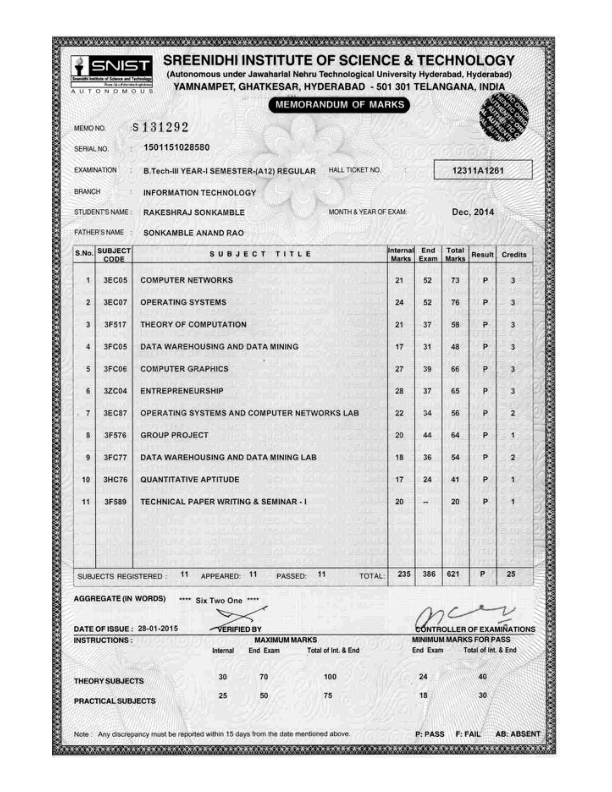 SNIST
Sreenidhi Institute of Science and Technology
AUTONOMOUS
SREENIDHI INSTITUTE OF SCIENCE & TECHNOLOGY
(Autonomous under Jawaharlal Nehru Technological University Hyderabad, Hyderabad)
YAMNAMPET, GHATKESAR, HYDERABAD - 501 301 TELANGANA, INDIA
MEMORANDUM OF MARKS
MEMO NO. S 131292
SERIAL NO. : 1501151028580
EXAMINATION : B.Tech-III YEAR-I SEMESTER-(A12) REGULAR HALL TICKET NO. : 12311A1261
BRANCH : INFORMATION TECHNOLOGY
STUDENT'S NAME : RAKESHRAJ SONKAMBLE MONTH & YEAR OF EXAM: Dec, 2014
FATHER'S NAME : SONKAMBLE ANAND RAO
S.No. SUBJECT CODE SUBJECT TITLE Internal Marks End Exam Total Marks Result Credits
1 3EC05 COMPUTER NETWORKS 21 52 73 P 3
2 3EC07 OPERATING SYSTEMS 24 52 76 P 3
3 3F517 THEORY OF COMPUTATION 21 37 58 P 3
4 3FC05 DATA WAREHOUSING AND DATA MINING 17 31 48 P 3
5 3FC06 COMPUTER GRAPHICS 27 39 66 P 3
6 3ZC04 ENTREPRENEURSHIP 28 37 65 P 3
7 3EC87 OPERATING SYSTEMS AND COMPUTER NETWORKS LAB 22 34 56 P 2
8 3F576 GROUP PROJECT 20 44 64 P 1
9 3FC77 DATA WAREHOUSING AND DATA MINING LAB 18 36 54 P 2
10 3HC76 QUANTITATIVE APTITUDE 17 24 41 P 1
11 3F589 TECHNICAL PAPER WRITING & SEMINAR - I 20 -- 20 P 1
SUBJECTS REGISTERED : 11 APPEARED: 11 PASSED: 11 TOTAL: 235 386 621 P 25
AGGREGATE (IN WORDS) **** Six Two One ****
DATE OF ISSUE : 28-01-2015 VERIFIED BY CONTROLLER OF EXAMINATIONS
INSTRUCTIONS : MAXIMUM MARKS MINIMUM MARKS FOR PASS
Internal End Exam Total of Int. & End End Exam Total of Int. & End
THEORY SUBJECTS 30 70 100 24 40
PRACTICAL SUBJECTS 25 50 75 18 30
Note : Any discrepancy must be reported within 15 days from the date mentioned above. P: PASS F: FAIL AB: ABSENT